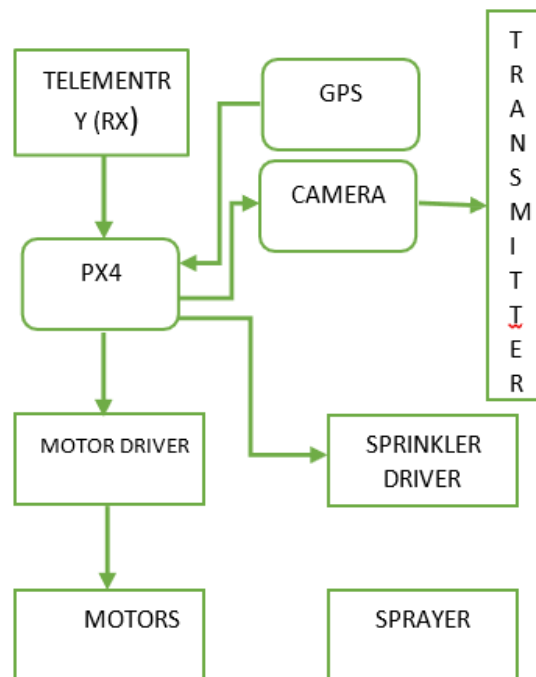 TELEMENTR
Y (RX)
GPS
CAMERA
T
R
A
N
S
M
I
T
T
E
R
PX4
MOTOR DRIVER
SPRINKLER
DRIVER
MOTORS
SPRAYER